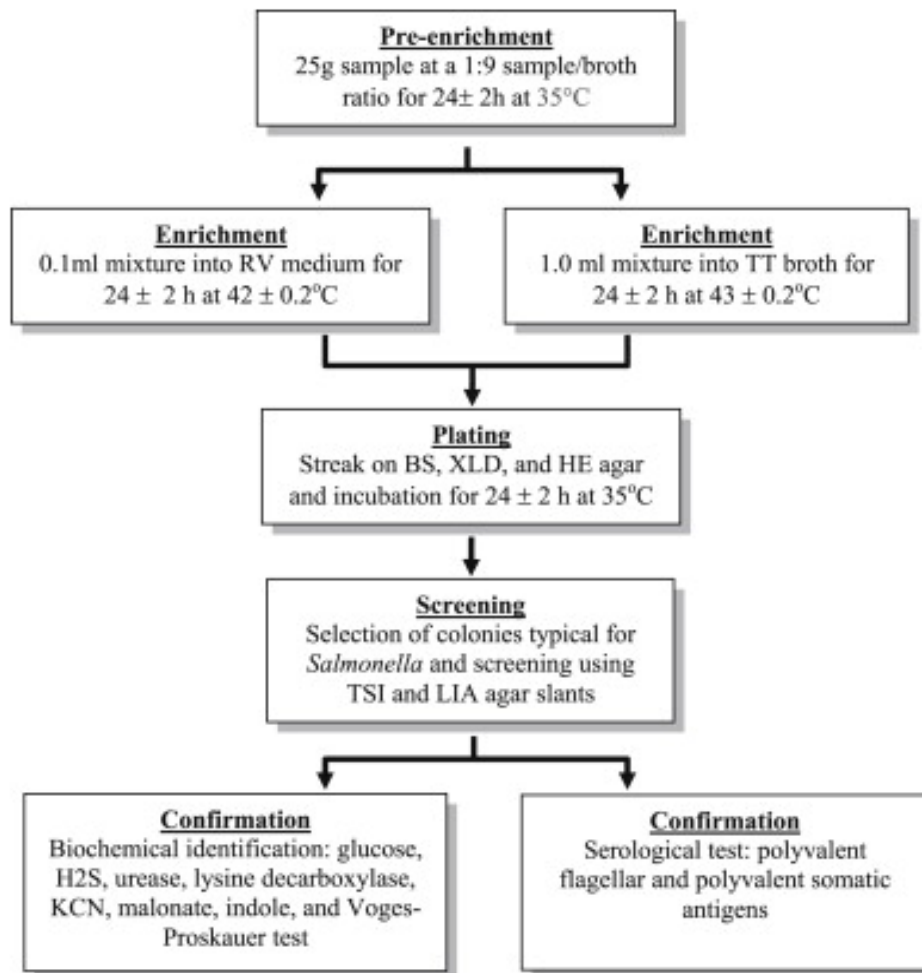 Pre-enrichment
25g sample at a 1:9 sample/broth
ratio for 24± 2h at 35°C
Enrichment
0.1ml mixture into RV medium for
24 ± 2 h at 42 ± 0.2°C
Enrichment
1.0 ml mixture into TT broth for
24 ± 2 h at 43 ± 0.2°C
Plating
Streak on BS, XLD, and HE agar
and incubation for 24 ± 2 h at 35°C
Screening
Selection of colonies typical for
Salmonella and screening using
TSI and LIA agar slants
Confirmation
Biochemical identification: glucose,
H2S, urease, lysine decarboxylase,
KCN, malonate, indole, and Voges-
Proskauer test
Confirmation
Serological test: polyvalent
flagellar and polyvalent somatic
antigens